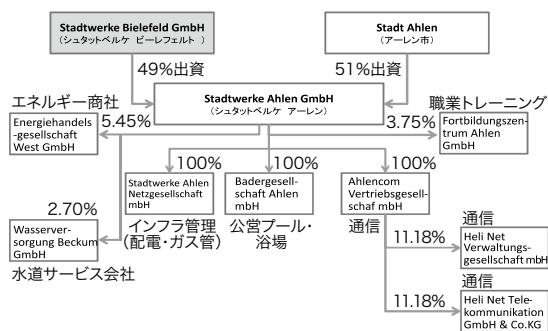 Stadtwerke Bielefeld GmbH
(シュタットベルケ ビーレフェルト )
Stadt Ahlen
(アーレン市)
49%出資
51%出資
Stadtwerke Ahlen GmbH
(シュタットベルケ アーレン)
エネルギー商社
Energiehandels
-gesellschaft
West GmbH
5.45%
職業トレーニング
3.75%
Fortbildungszen
trum Ahlen
GmbH
100%
Stadtwerke Ahlen
Netzgesellschaft
mbH
インフラ管理
(配電・ガス管)
100%
Badergesell
-schaft Ahlen
mbH
公営プール・
浴場
100%
Ahlencom
Vertriebsgesell
schaf mbH
通信
2.70%
Wasserver-
sorgung Beckum
GmbH
水道サービス会社
通信
11.18%
Heli Net
Verwaltungs-
gesellschaft mbH
通信
11.18%
Heli Net Tele-
kommunikation
GmbH & Co.KG